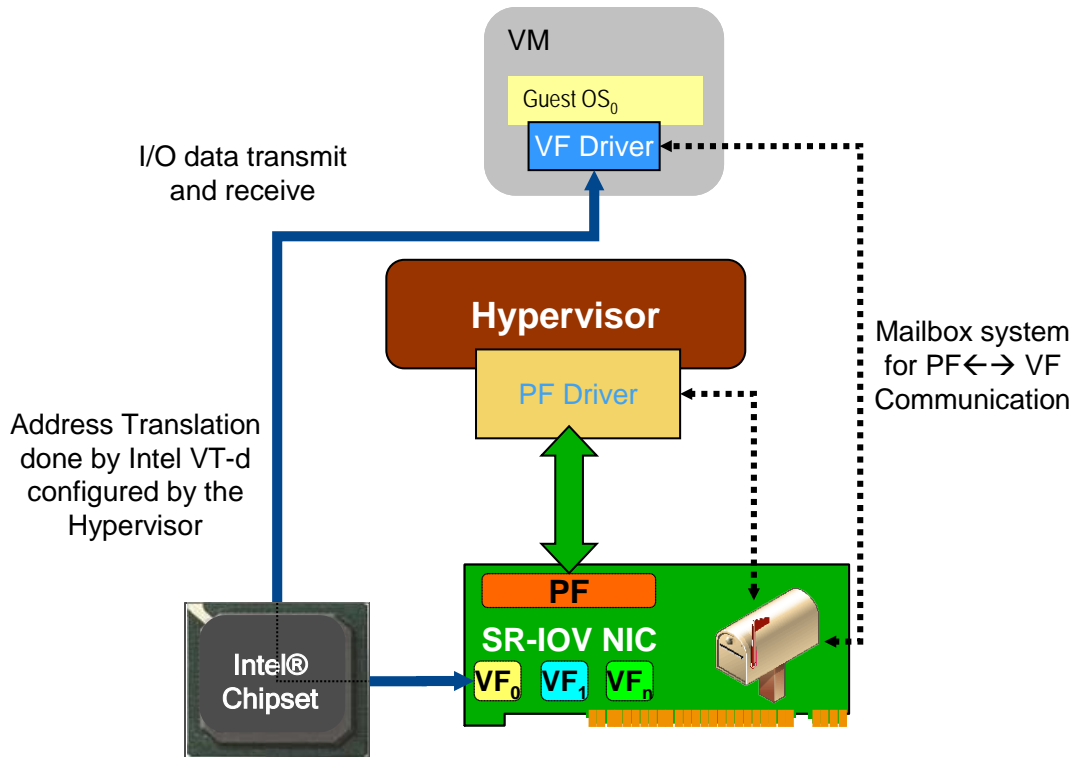 VM
Guest OS₀
VF Driver
I/O data transmit
and receive
Hypervisor
PF Driver
Mailbox system
for PF←→ VF
Communication
Address Translation
done by Intel VT-d
configured by the
Hypervisor
PF
SR-IOV NIC
VF₀ VF₁ VFₙ
Intel®
Chipset